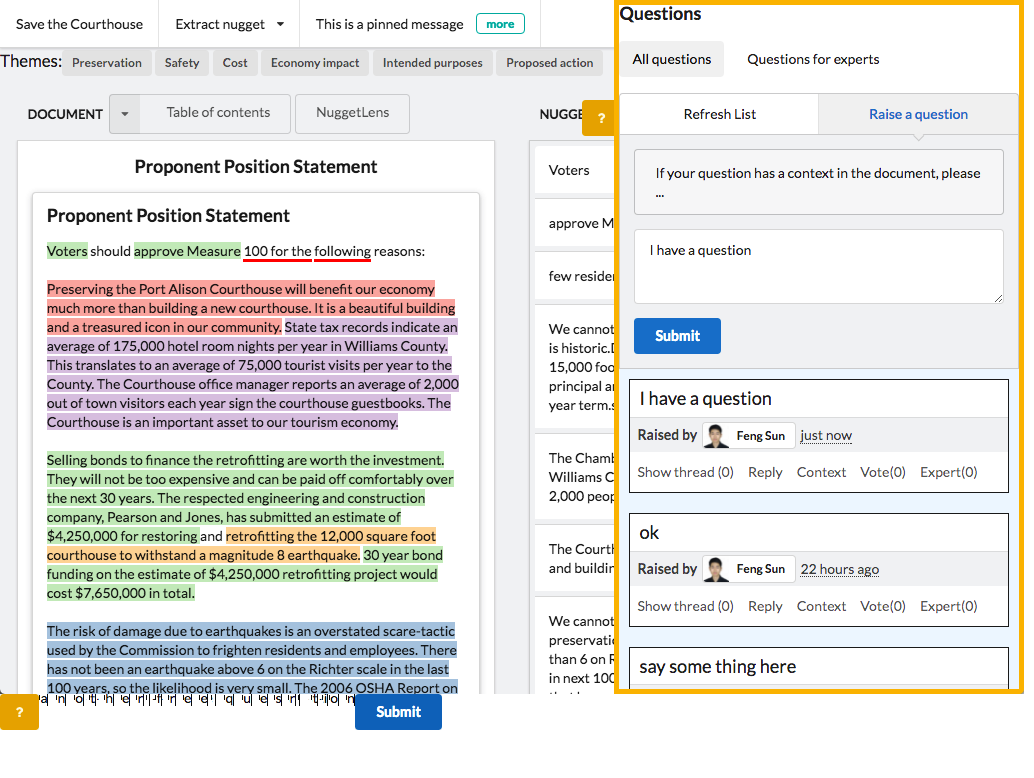 Save the Courthouse
Extract nugget
This is a pinned message more
Themes: Preservation Safety Cost Economy impact Intended purposes Proposed action
DOCUMENT Table of contents NuggetLens
Proponent Position Statement
Proponent Position Statement
Voters should approve Measure 100 for the following reasons:
Preserving the Port Alison Courthouse will benefit our economy
much more than building a new courthouse. It is a beautiful building
and a treasured icon in our community. State tax records indicate an
average of 175,000 hotel room nights per year in Williams County.
This translates to an average of 75,000 tourist visits per year to the
County. The Courthouse office manager reports an average of 2,000
out of town visitors each year sign the courthouse guestbooks. The
Courthouse is an important asset to our tourism economy.
Selling bonds to finance the retrofitting are worth the investment.
They will not be too expensive and can be paid off comfortably over
the next 30 years. The respected engineering and construction
company, Pearson and Jones, has submitted an estimate of
$4,250,000 for restoring and retrofitting the 12,000 square foot
courthouse to withstand a magnitude 8 earthquake. 30 year bond
funding on the estimate of $4,250,000 retrofitting project would
cost $7,650,000 in total.
The risk of damage due to earthquakes is an overstated scare-tactic
used by the Commission to frighten residents and employees. There
has not been an earthquake above 6 on the Richter scale in the last
100 years, so the likelihood is very small. The 2006 OSHA Report on
?
Submit
NUGGE
?
Voters
approve M
few reside
We cannot
is historic.
15,000 foo
principal a
year term.s
The Chamb
Williams C
2,000 peop
The Court
and buildin
We cannot
preservati
than 6 on R
in next 100
Questions
All questions Questions for experts
Refresh List Raise a question
If your question has a context in the document, please
...
I have a question
Submit
I have a question
Raised by Feng Sun just now
Show thread (0) Reply Context Vote(0) Expert(0)
ok
Raised by Feng Sun 22 hours ago
Show thread (0) Reply Context Vote(0) Expert(0)
say some thing here